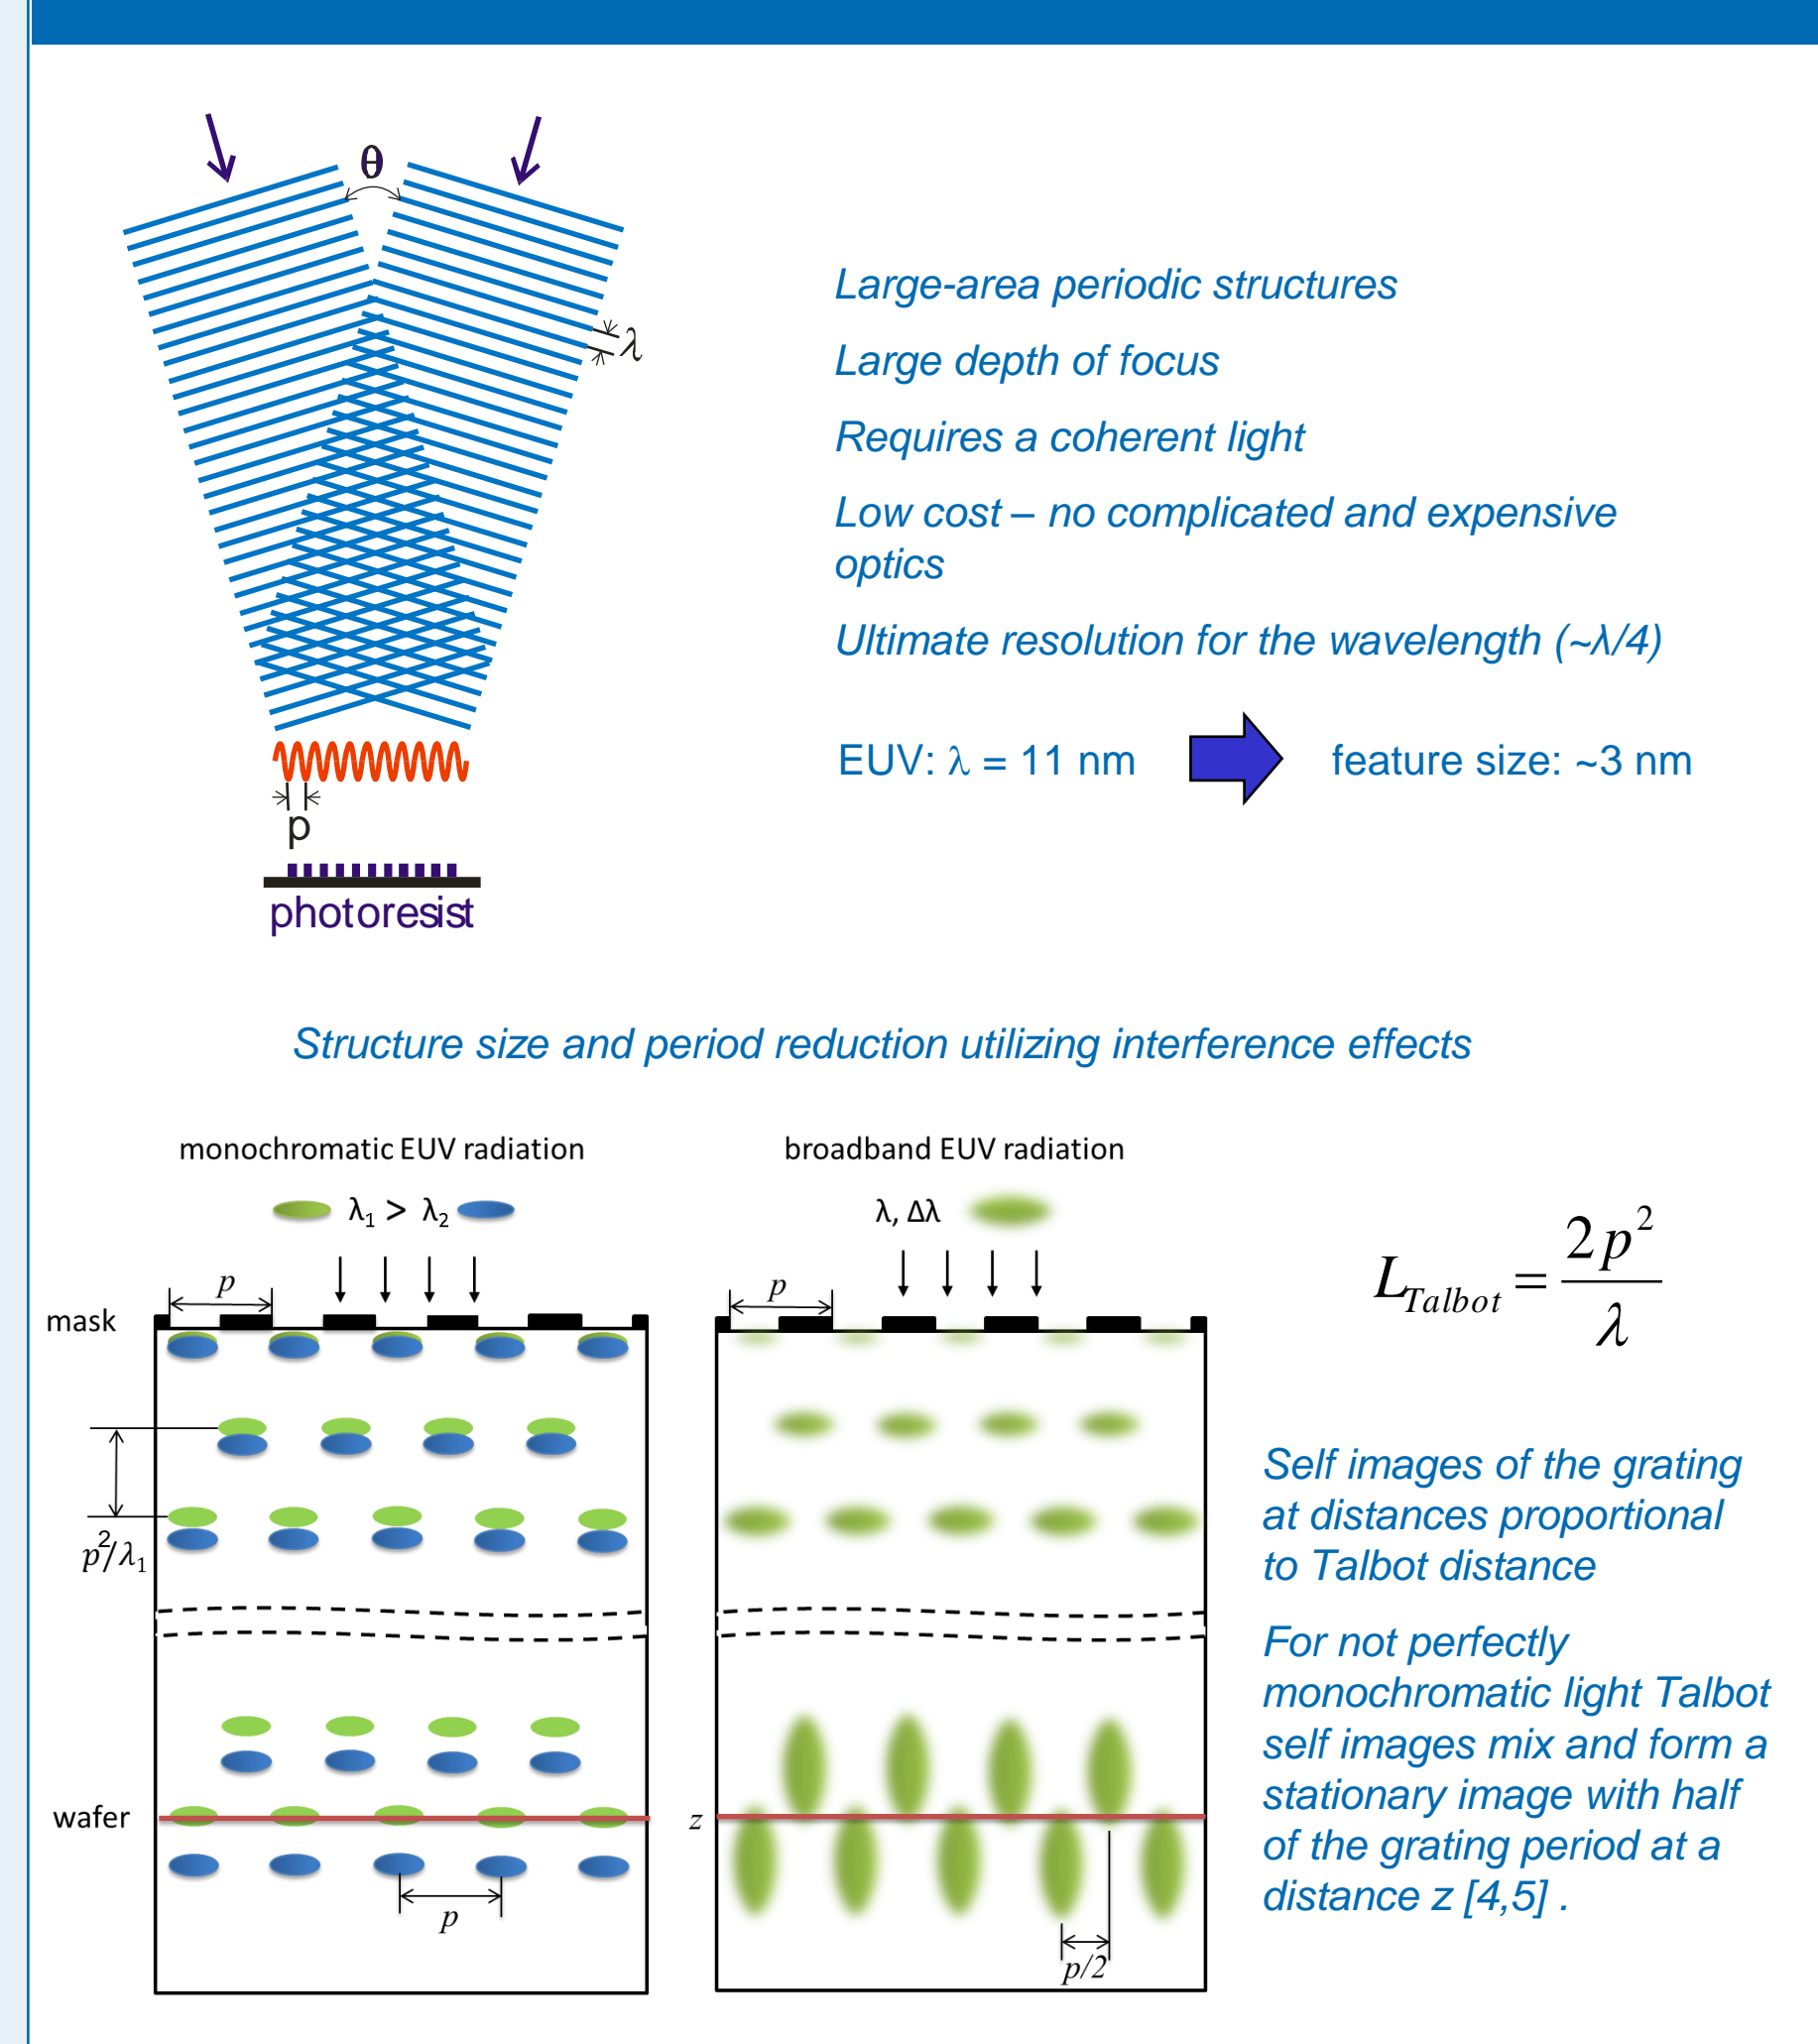 θ
λ
p
photoresist
Large-area periodic structures
Large depth of focus
Requires a coherent light
Low cost – no complicated and expensive
optics
Ultimate resolution for the wavelength (~λ/4)
EUV: λ = 11 nm
feature size: ~3 nm
Structure size and period reduction utilizing interference effects
monochromatic EUV radiation
λ₁ > λ₂
p
mask
p²/λ₁
wafer
p
broadband EUV radiation
λ, Δλ
p
z
p/2
L_Talbot = 2p²/λ
Self images of the grating
at distances proportional
to Talbot distance
For not perfectly
monochromatic light Talbot
self images mix and form a
stationary image with half
of the grating period at a
distance z [4,5] .